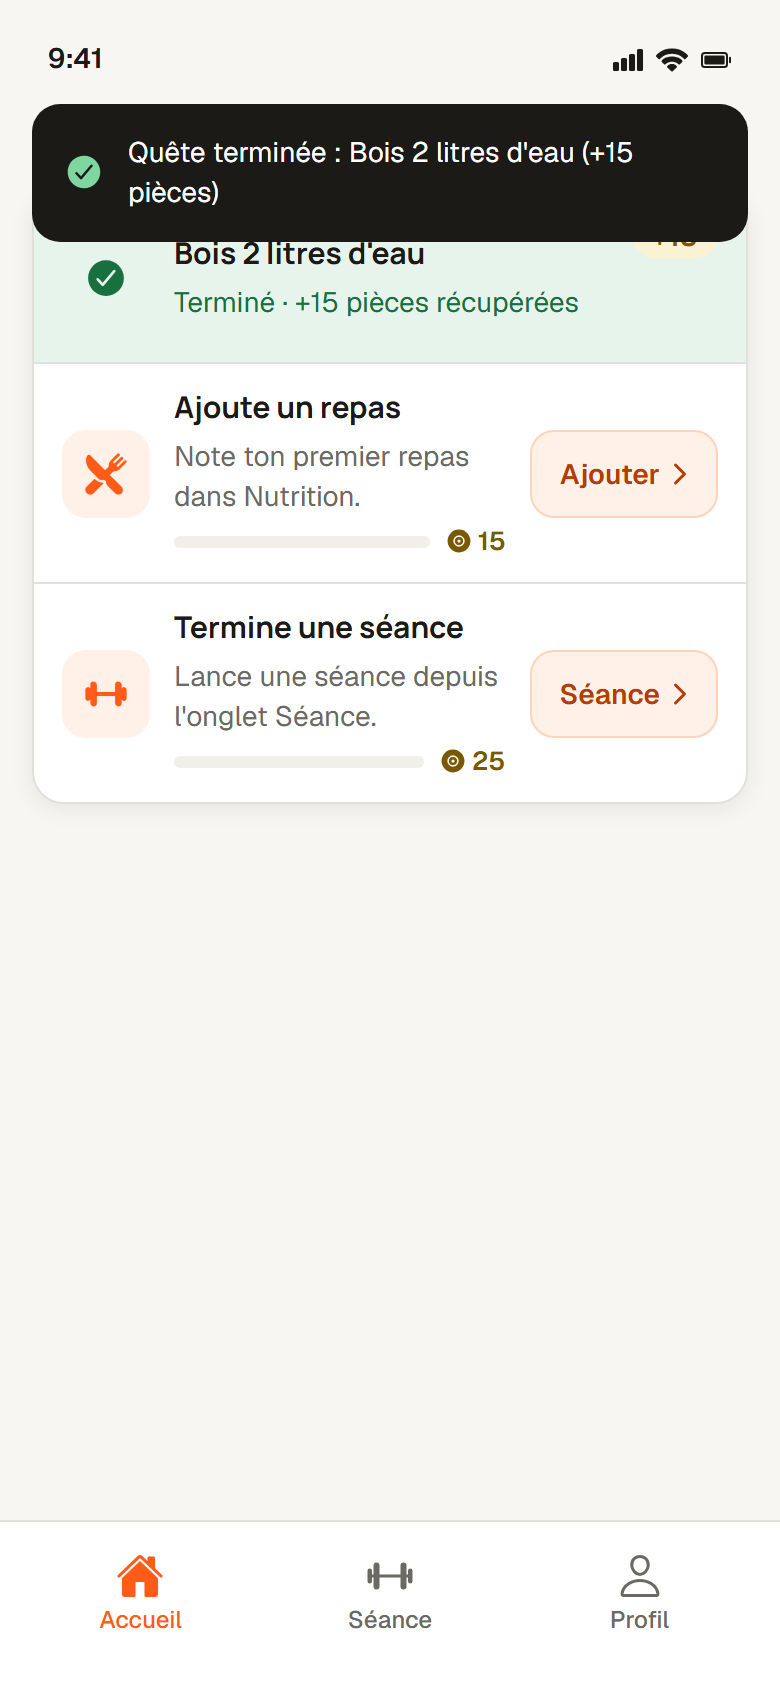 9:41
Quête terminée : Bois 2 litres d'eau (+15
pièces)
Bois 2 litres d'eau
Terminé · +15 pièces récupérées
Ajoute un repas
Note ton premier repas
dans Nutrition.
15
Ajouter
Termine une séance
Lance une séance depuis
l'onglet Séance.
25
Séance
Accueil
Séance
Profil